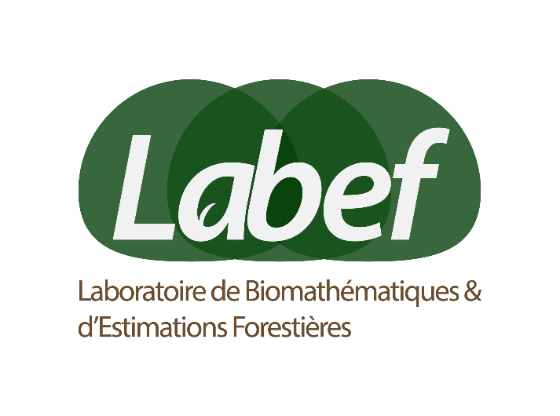 Labef
Laboratoire de Biomathématiques &
d'Estimations Forestières